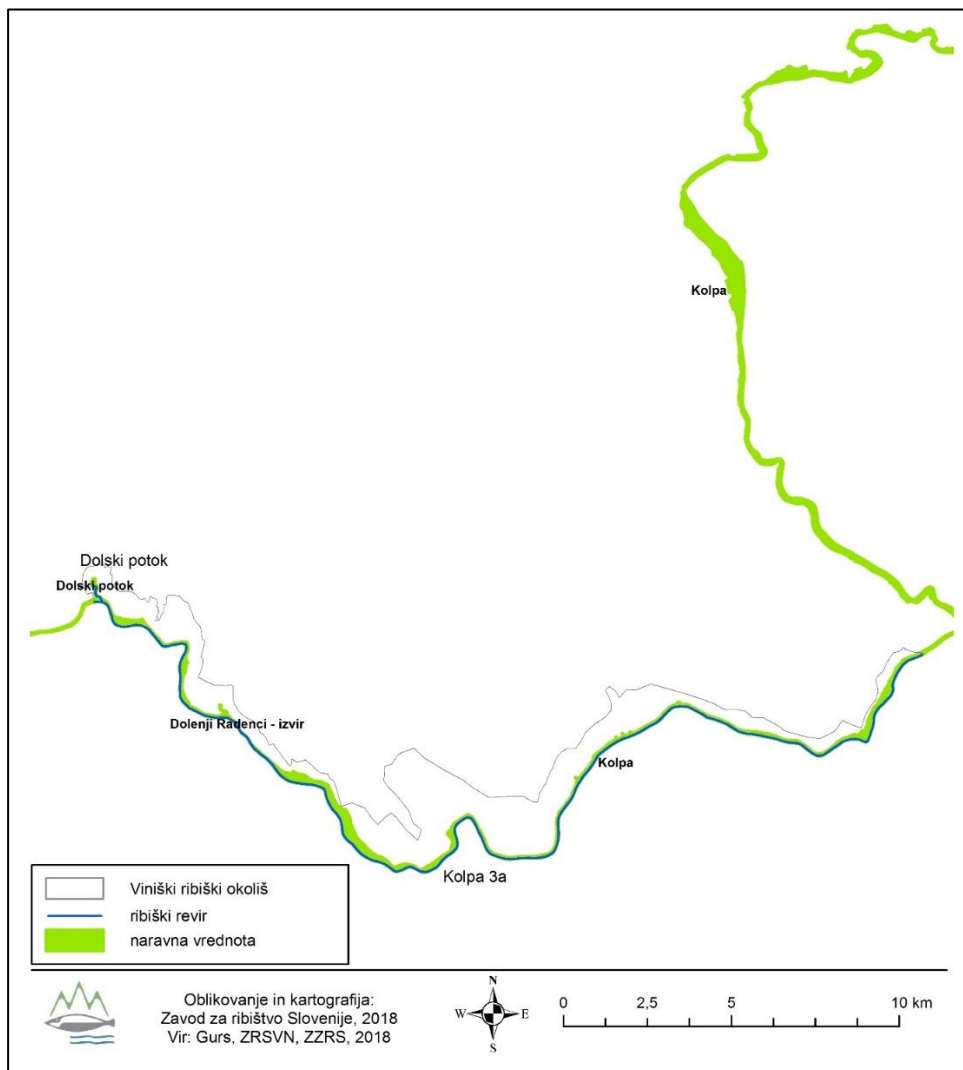 Kolpa
Dolski potok
Dolski potok
Dolenji Radenci - izvir
Kolpa
Kolpa 3a
Viniški ribiški okoliš
ribiški revir
naravna vrednota
Oblikovanje in kartografija:
Zavod za ribištvo Slovenije, 2018
Vir: Gurs, ZRSVN, ZZRS, 2018
N
W E
S
0 2,5 5 10 km